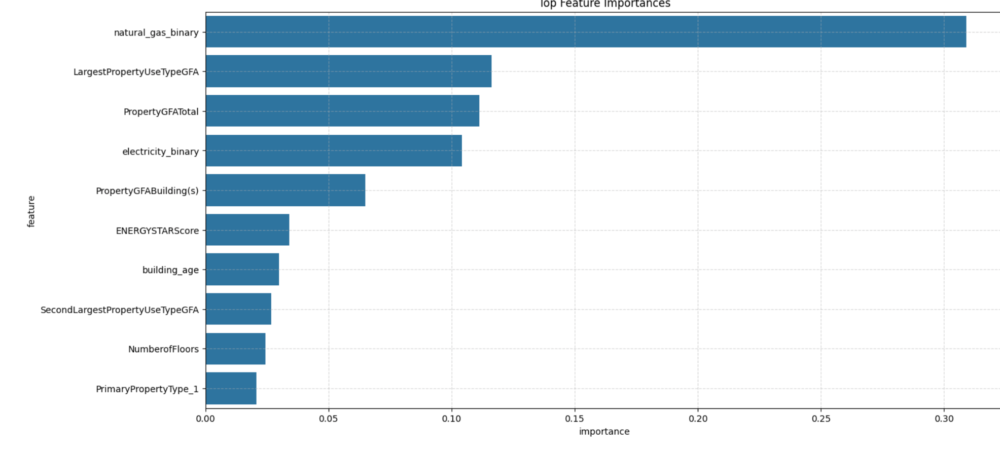 Top Feature Importances
natural_gas_binary
LargestPropertyUseTypeGFA
PropertyGFATotal
electricity_binary
PropertyGFABuilding(s)
feature
ENERGYSTARScore
building_age
SecondLargestPropertyUseTypeGFA
NumberofFloors
PrimaryPropertyType_1
0.00 0.05 0.10 0.15 0.20 0.25 0.30
importance